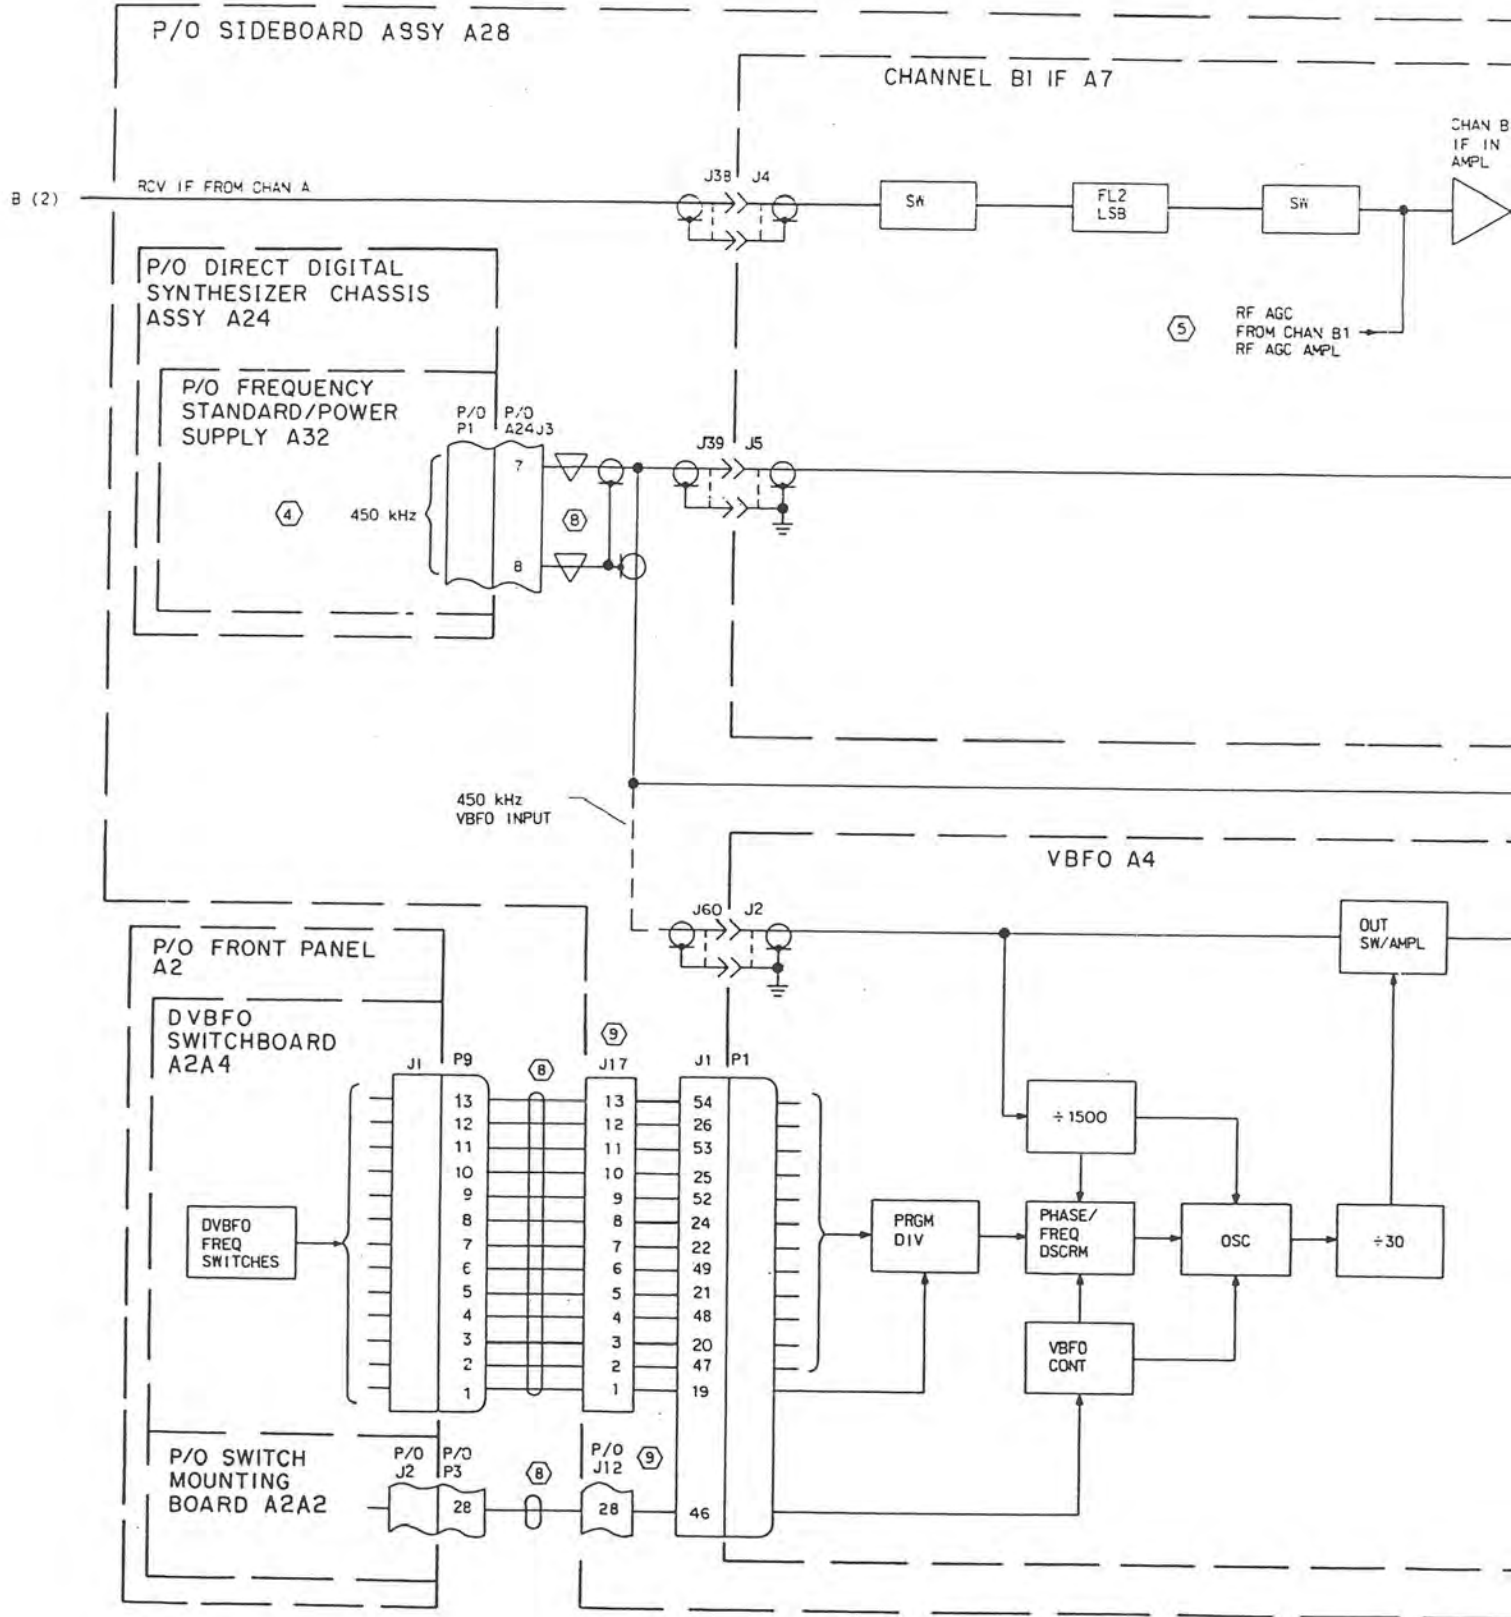 P/O SIDEBOARD ASSY A28
CHANNEL B1 IF A7
CHAN B
IF IN
AMPL
B (2)
RCV IF FROM CHAN A
J38 J4
SW
FL2
LSB
SW
P/O DIRECT DIGITAL
SYNTHESIZER CHASSIS
ASSY A24
5
RF AGC
FROM CHAN B1
RF AGC AMPL
P/O FREQUENCY
STANDARD/POWER
SUPPLY A32
P/O P/O
P1 A24J3
J39 J5
7
4
450 kHz
8
8
450 kHz
VBFO INPUT
VBFO A4
J60 J2
OUT
SW/AMPL
P/O FRONT PANEL
A2
DVBFO
SWITCHBOARD
A2A4
9
J1 P9
8
J17
J1 P1
13 13 54
12 12 26
11 11 53
10 10 25
9 9 52
8 8 24
7 7 22
6 6 49
5 5 21
4 4 48
3 3 20
2 2 47
1 1 19
÷1500
DVBFO
FREQ
SWITCHES
PRGM
DIV
PHASE/
FREQ
DSCRM
OSC
÷30
VBFO
CONT
P/O SWITCH
MOUNTING
BOARD A2A2
P/O P/O
J2 P3
8
P/O
J12
9
28 28 46